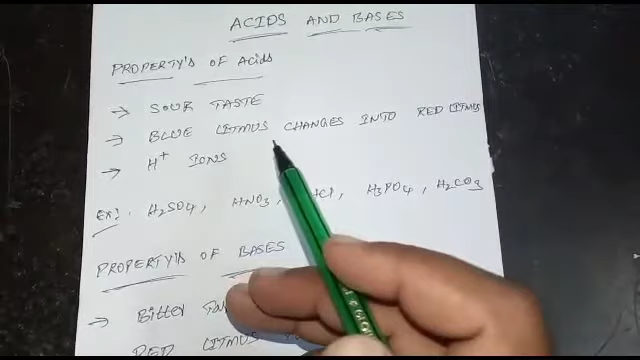 ACIDS AND BASES
PROPERTY'S OF Acids
→ SOUR TASTE
→ BLUE LITMUS CHANGES INTO RED LITMUS
→ H+ IONS
Ex:- H2SO4, HNO3, HCl, H3PO4, H2CO3
PROPERTY'S OF BASES
→ Bitter
RED LITMUS